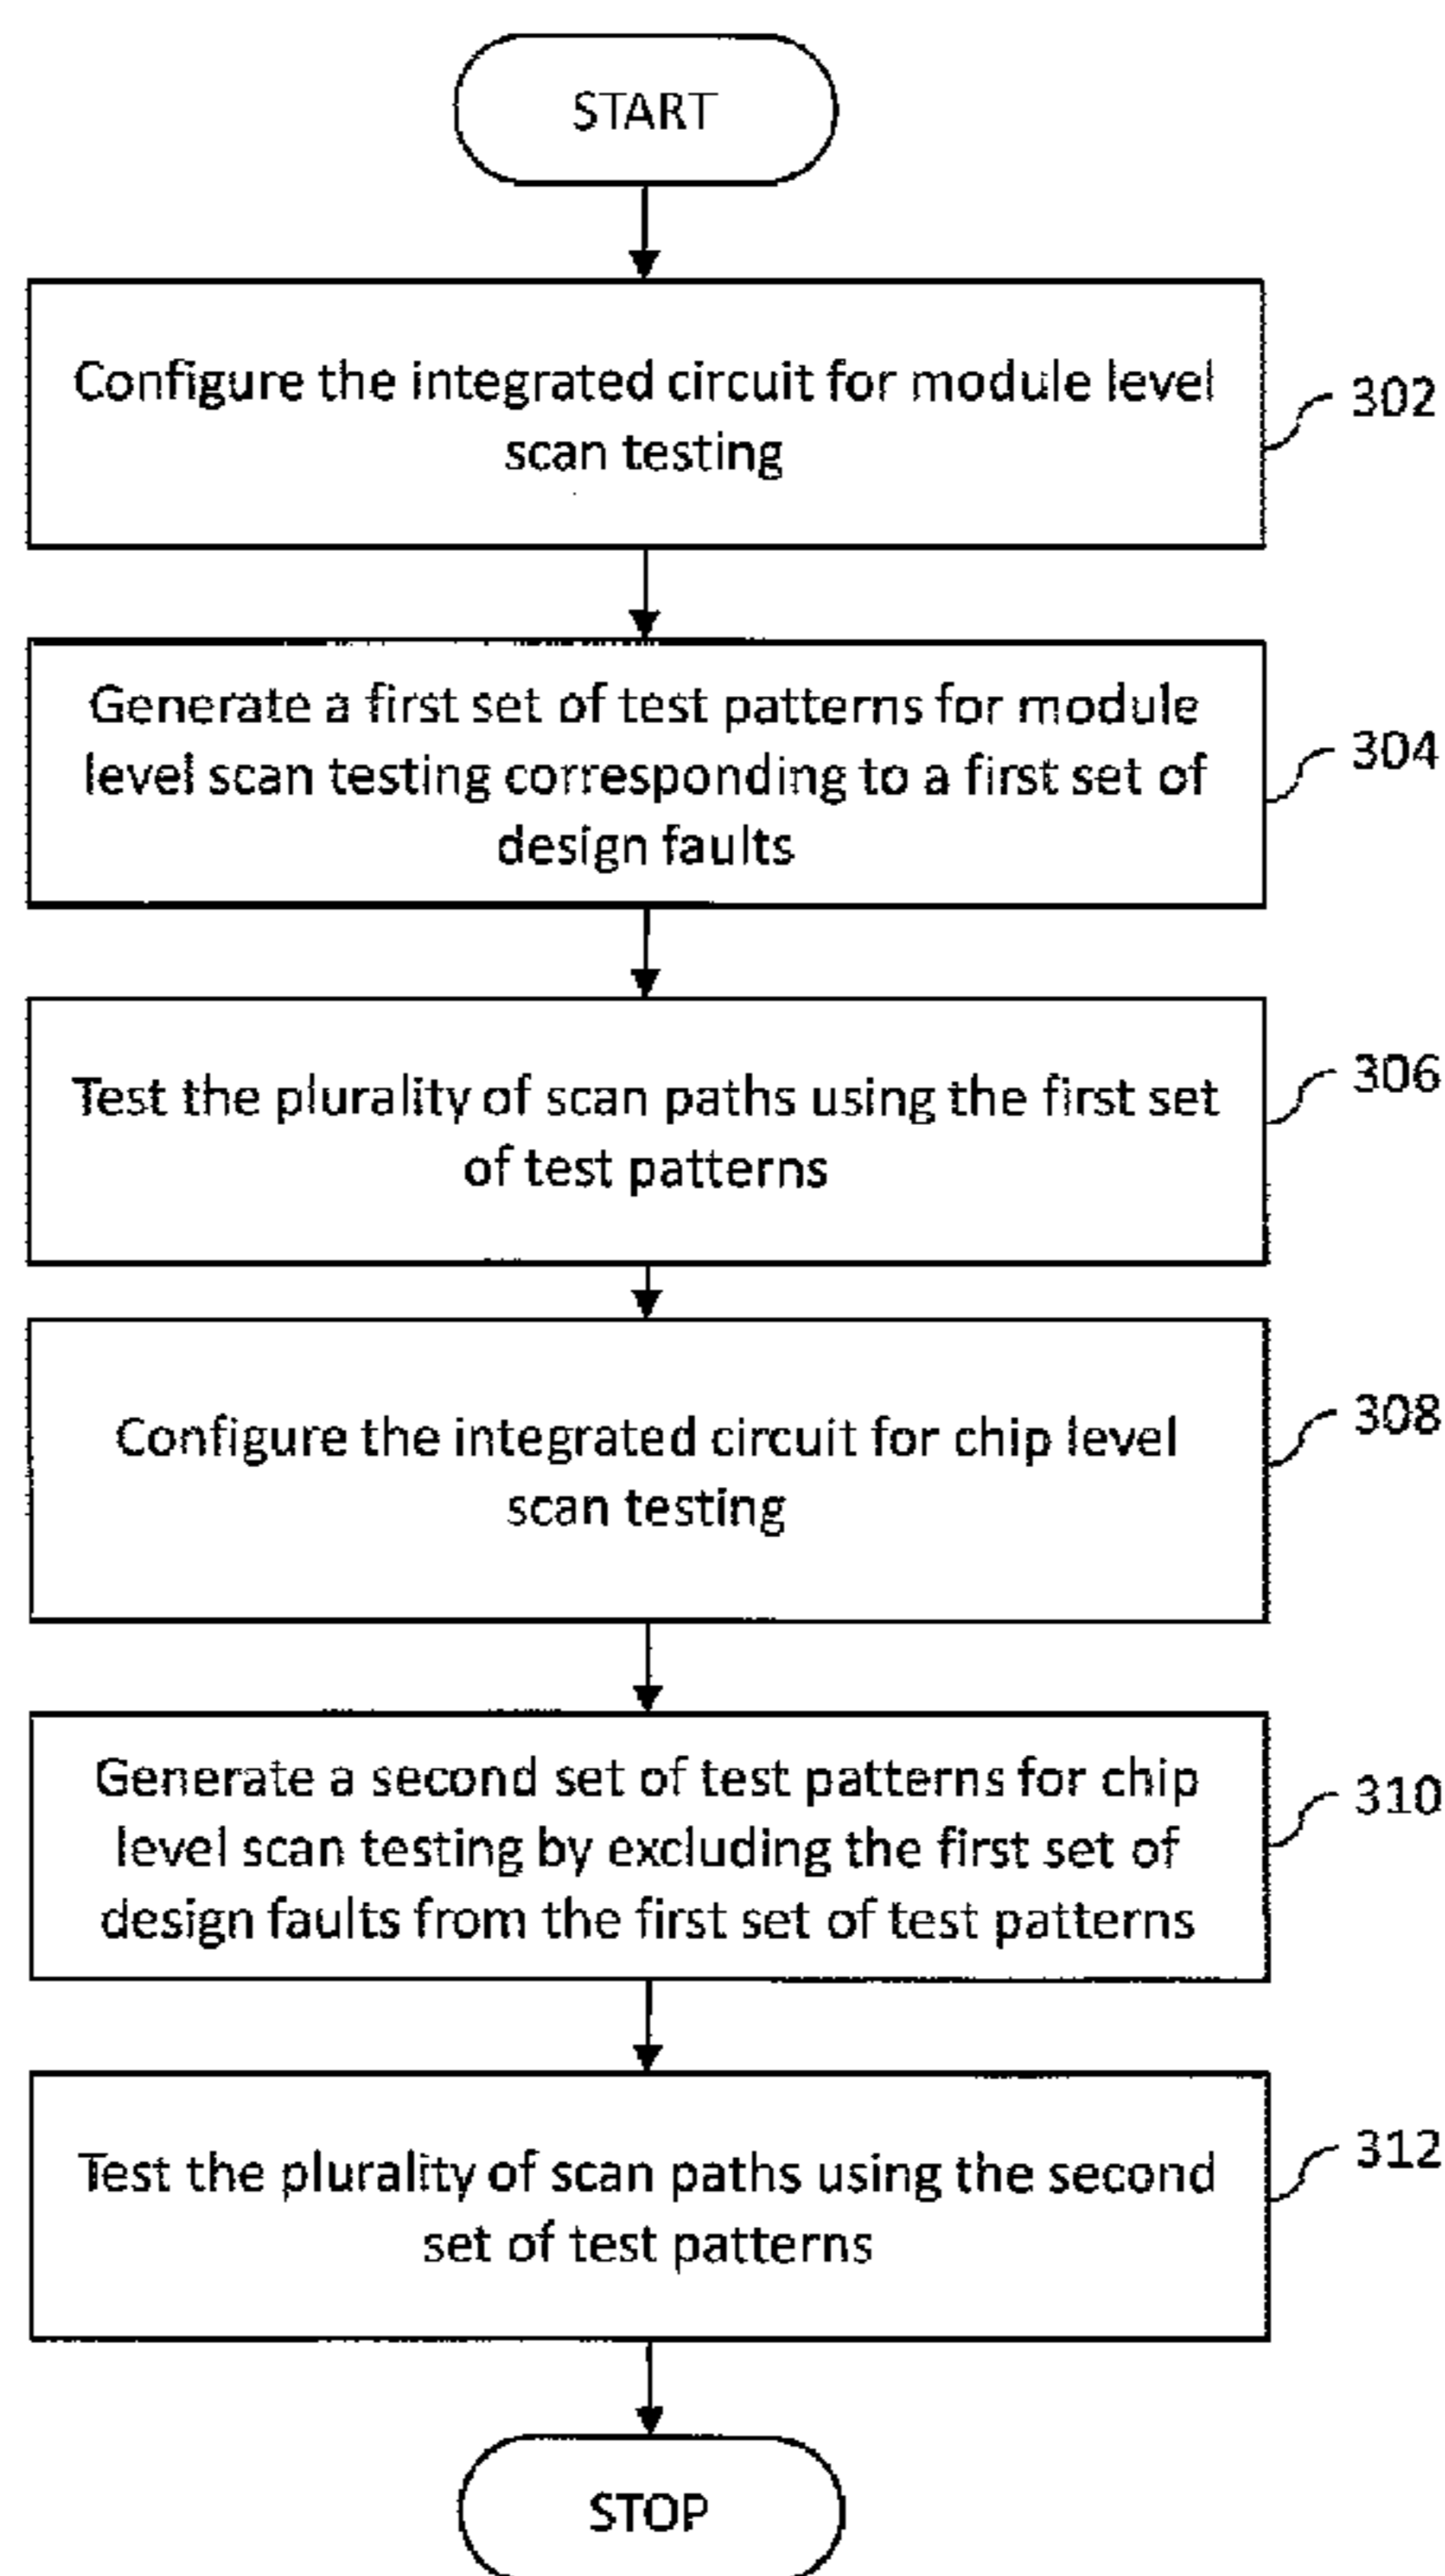 START
Configure the integrated circuit for module level
scan testing
302
Generate a first set of test patterns for module
level scan testing corresponding to a first set of
design faults
304
Test the plurality of scan paths using the first set
of test patterns
306
Configure the integrated circuit for chip level
scan testing
308
Generate a second set of test patterns for chip
level scan testing by excluding the first set of
design faults from the first set of test patterns
310
Test the plurality of scan paths using the second
set of test patterns
312
STOP